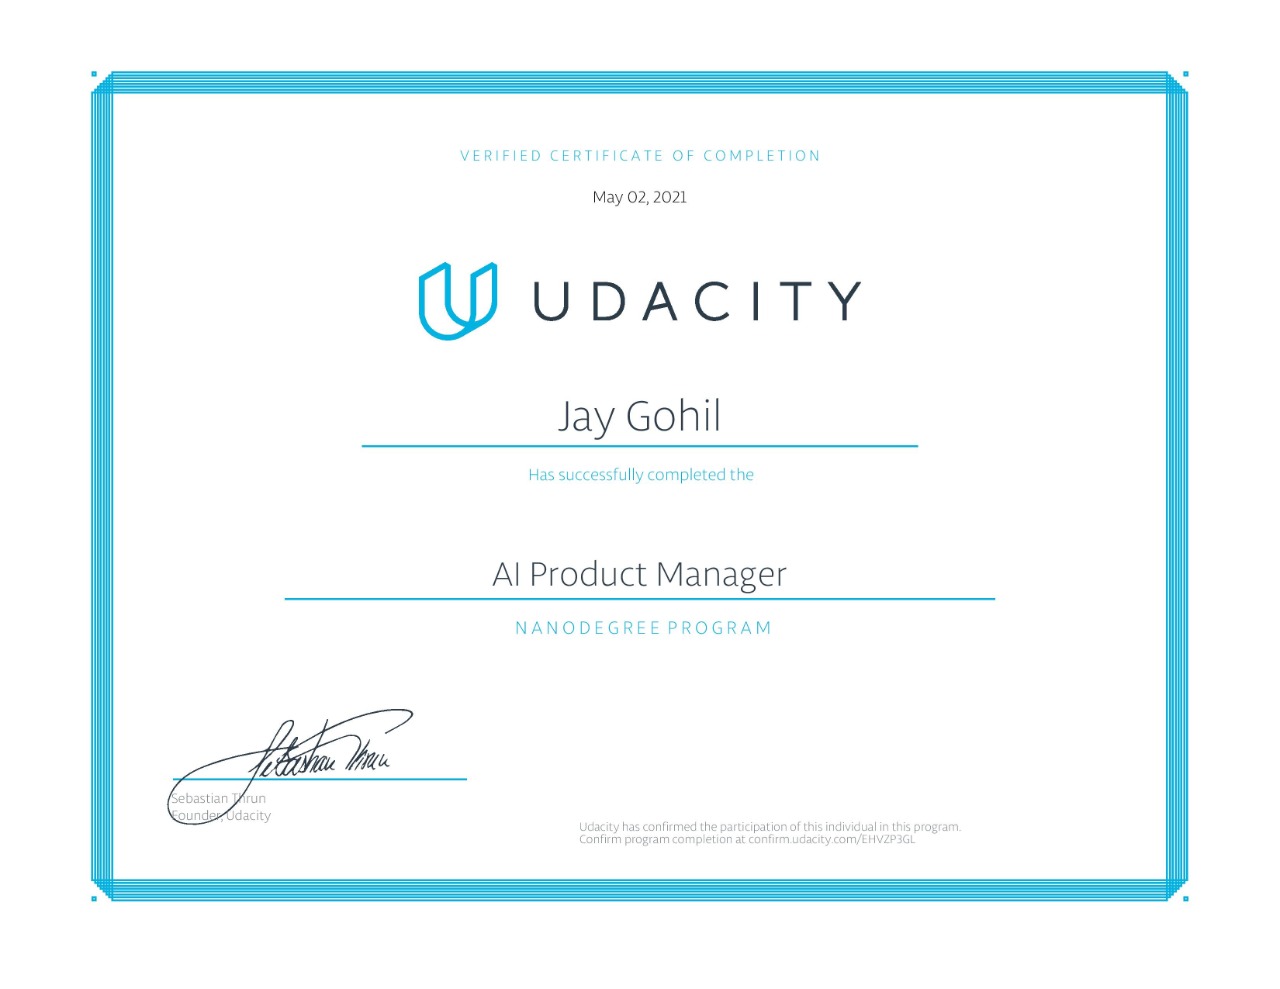 VERIFIED CERTIFICATE OF COMPLETION
May 02, 2021
UDACITY
Jay Gohil
Has successfully completed the
AI Product Manager
NANODEGREE PROGRAM
Sebastian Thrun
Sebastian Thrun
Founder, Udacity
Udacity has confirmed the participation of this individual in this program.
Confirm program completion at confirm.udacity.com/EHVZP3GL